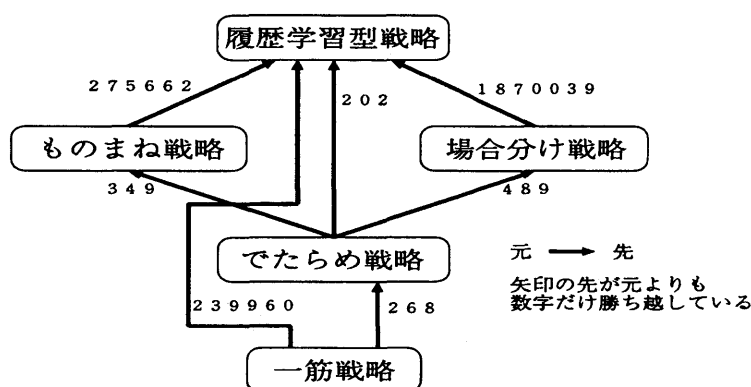 履歴学習型戦略
275662
202
1870039
ものまね戦略
場合分け戦略
349
489
でたらめ戦略
元 → 先
矢印の先が元よりも
数字だけ勝ち越している
239960
268
一筋戦略